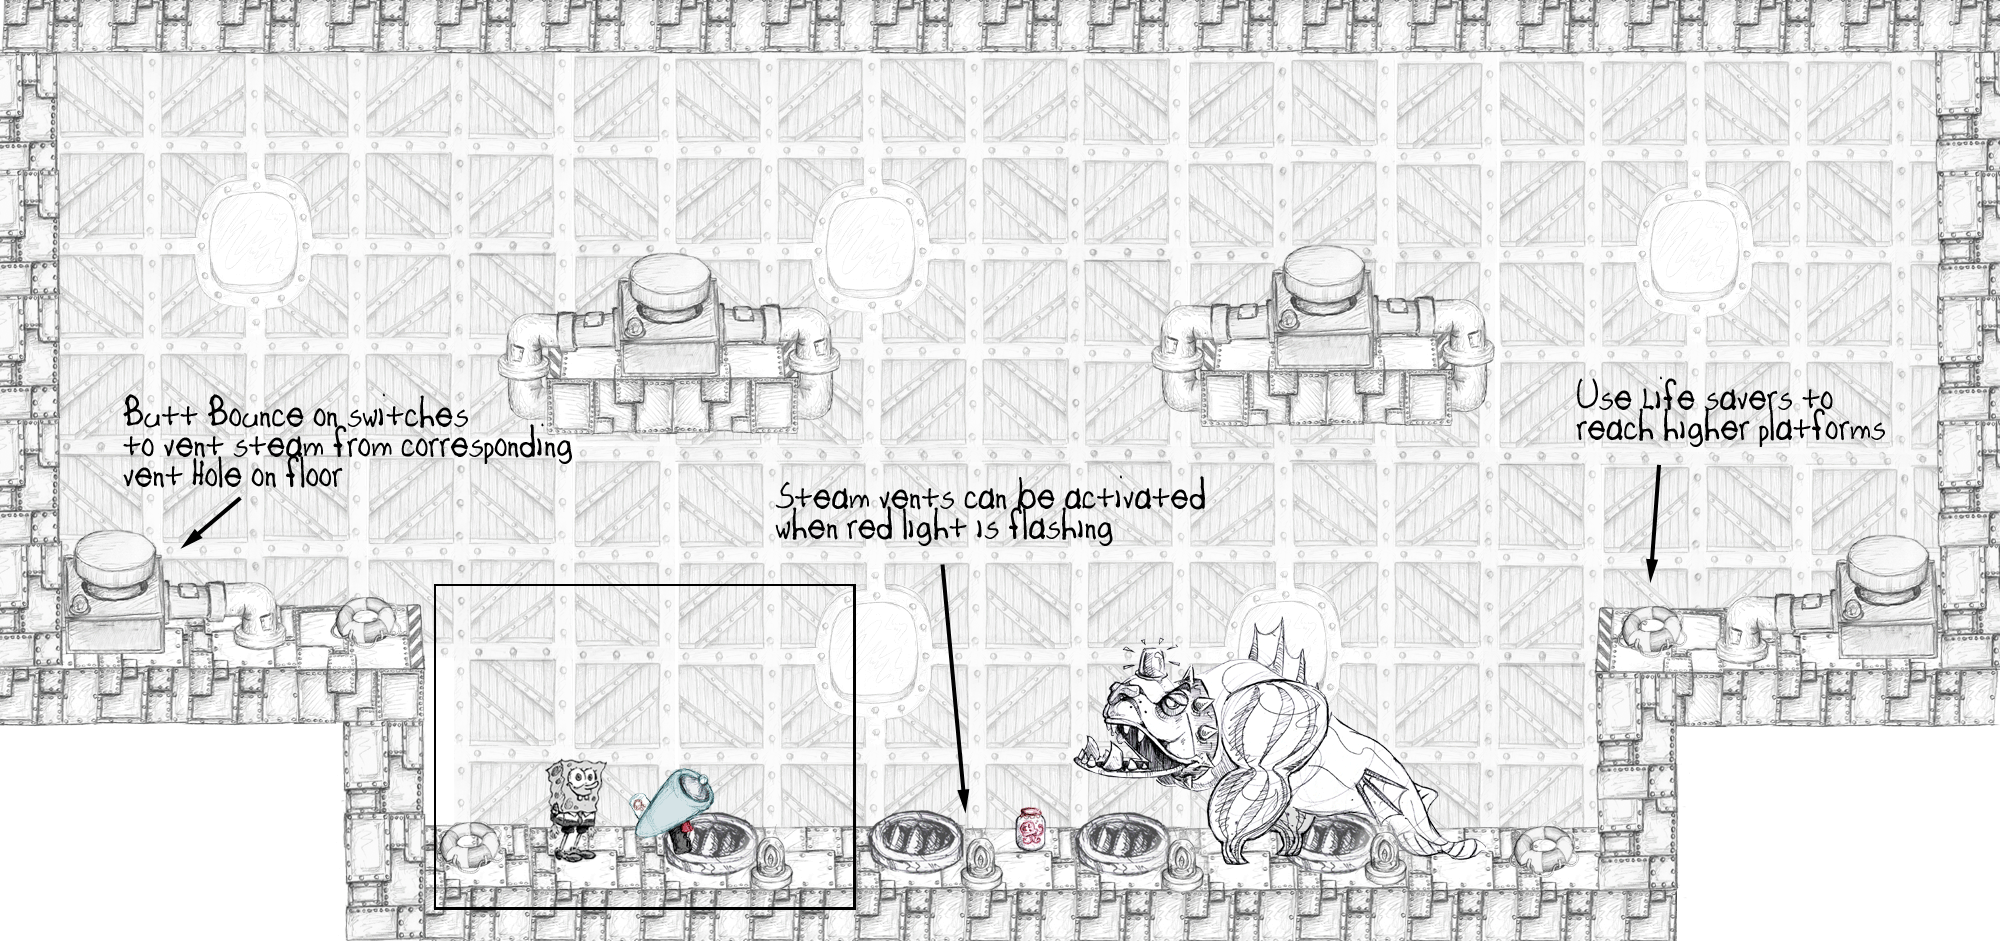 Butt Bounce on switches
to vent steam from corresponding
vent Hole on floor
Steam vents can be activated
when red light is flashing
Use Life savers to
reach higher platforms